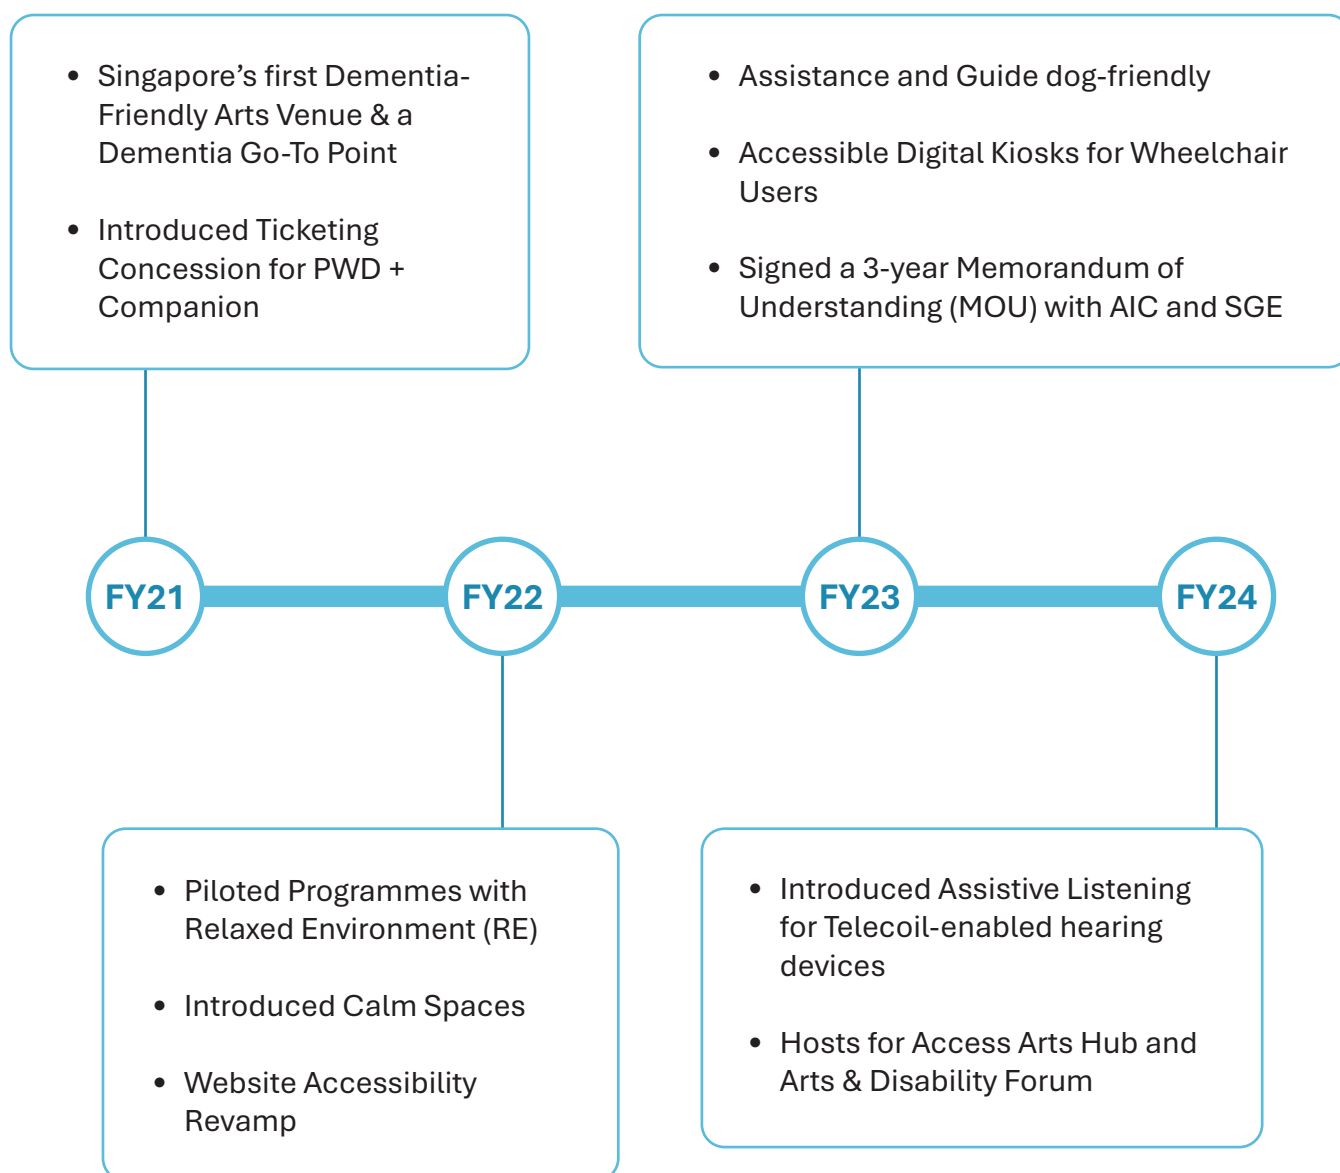 • Singapore’s first Dementia-
Friendly Arts Venue & a
Dementia Go-To Point
• Introduced Ticketing
Concession for PWD +
Companion
• Assistance and Guide dog-friendly
• Accessible Digital Kiosks for Wheelchair
Users
• Signed a 3-year Memorandum of
Understanding (MOU) with AIC and SGE
FY21
FY22
FY23
FY24
• Piloted Programmes with
Relaxed Environment (RE)
• Introduced Calm Spaces
• Website Accessibility
Revamp
• Introduced Assistive Listening
for Telecoil-enabled hearing
devices
• Hosts for Access Arts Hub and
Arts & Disability Forum